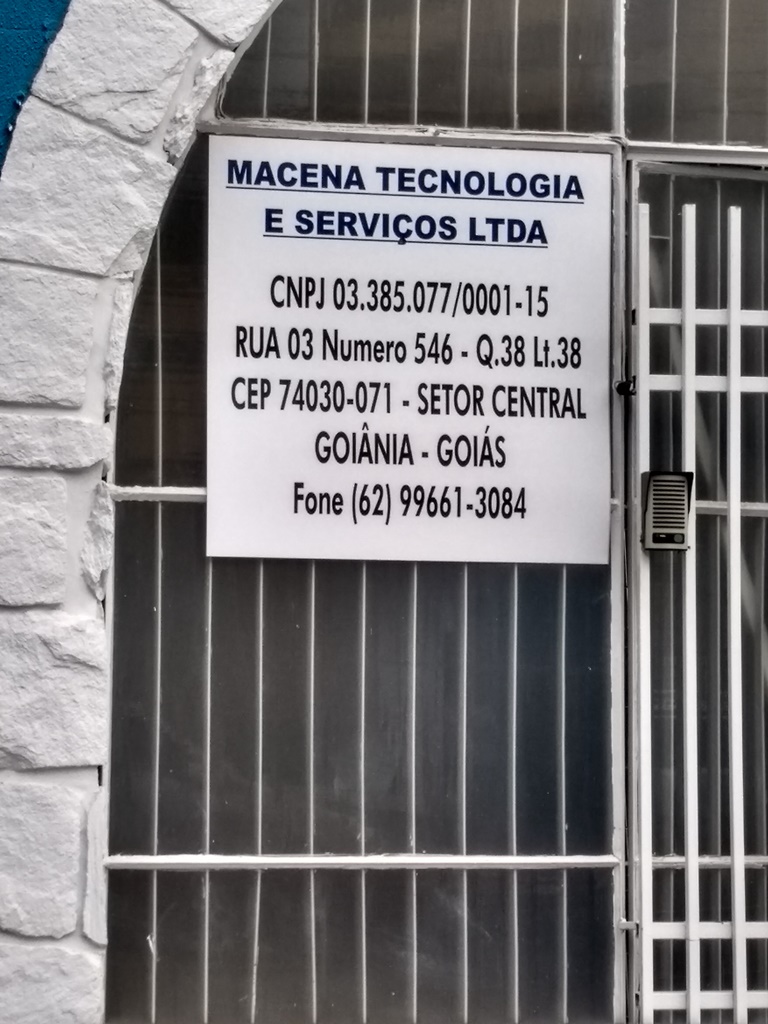 MACENA TECNOLOGIA
E SERVIÇOS LTDA
CNPJ 03.385.077/0001-15
RUA 03 Numero 546 - Q.38 Lt.38
CEP 74030-071 - SETOR CENTRAL
GOIÂNIA - GOIÁS
Fone (62) 99661-3084